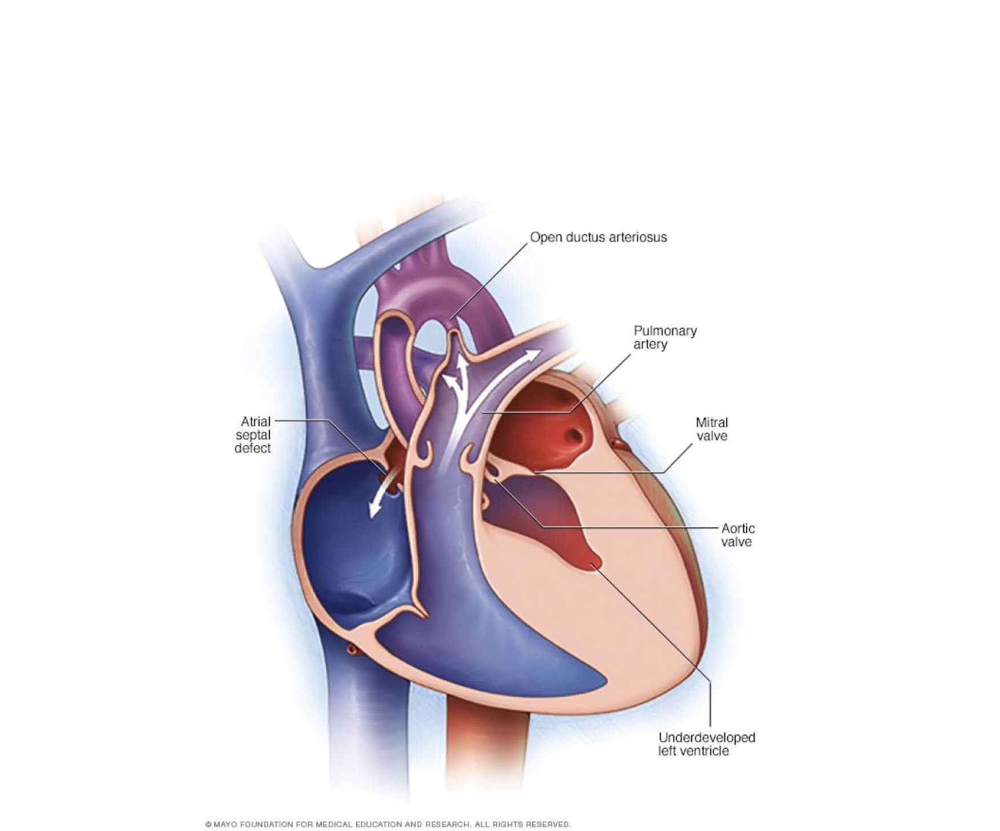 Open ductus arteriosus
Pulmonary
artery
Atrial
septal
defect
Mitral
valve
Aortic
valve
Underdeveloped
left ventricle
© MAYO FOUNDATION FOR MEDICAL EDUCATION AND RESEARCH. ALL RIGHTS RESERVED.